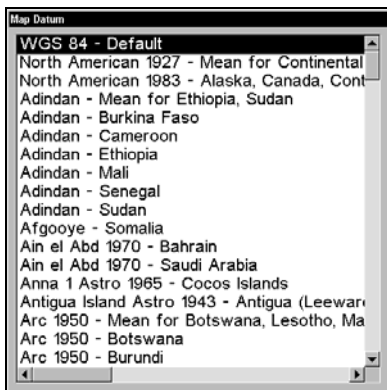 Map Datum
WGS 84 - Default
North American 1927 - Mean for Continental
North American 1983 - Alaska, Canada, Cont
Adindan - Mean for Ethiopia, Sudan
Adindan - Burkina Faso
Adindan - Cameroon
Adindan - Ethiopia
Adindan - Mali
Adindan - Senegal
Adindan - Sudan
Afgooye - Somalia
Ain el Abd 1970 - Bahrain
Ain el Abd 1970 - Saudi Arabia
Anna 1 Astro 1965 - Cocos Islands
Antigua Island Astro 1943 - Antigua (Leewar
Arc 1950 - Mean for Botswana, Lesotho, Ma
Arc 1950 - Botswana
Arc 1950 - Burundi